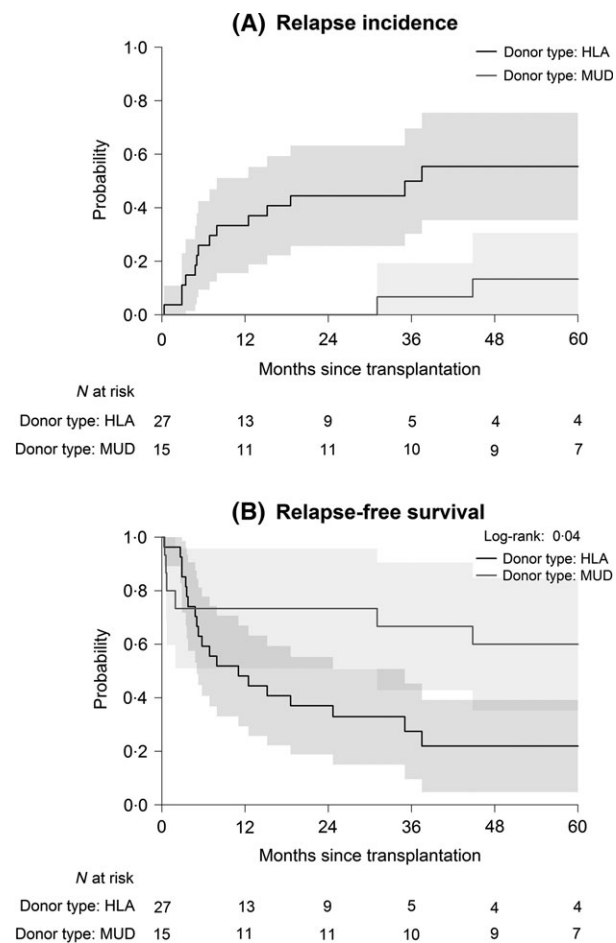 (A) Relapse incidence
Donor type: HLA
Donor type: MUD
1·0
0·8
0·6
0·4
0·2
0·0
Probability
0 12 24 36 48 60
Months since transplantation
N at risk
Donor type: HLA 27 13 9 5 4 4
Donor type: MUD 15 11 11 10 9 7
(B) Relapse-free survival
Log-rank: 0·04
Donor type: HLA
Donor type: MUD
1·0
0·8
0·6
0·4
0·2
0·0
Probability
0 12 24 36 48 60
Months since transplantation
N at risk
Donor type: HLA 27 13 9 5 4 4
Donor type: MUD 15 11 11 10 9 7